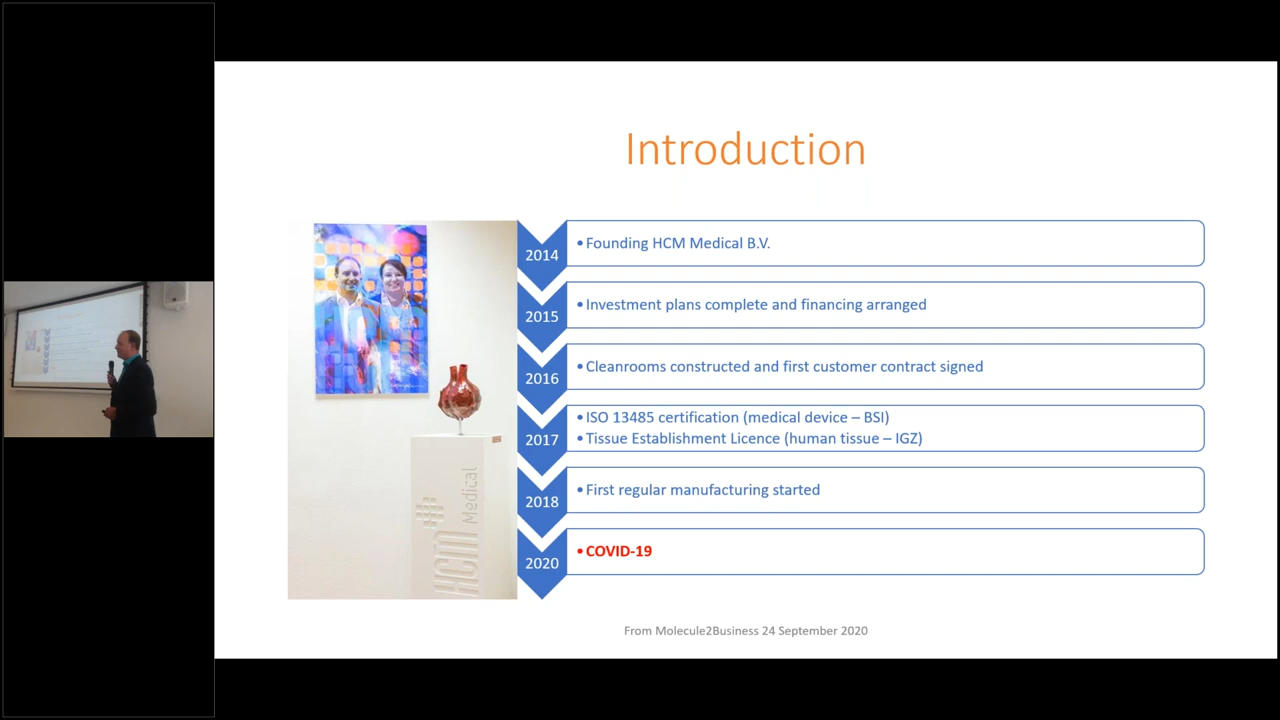 Introduction
2014
•Founding HCM Medical B.V.
2015
•Investment plans complete and financing arranged
2016
•Cleanrooms constructed and first customer contract signed
2017
•ISO 13485 certification (medical device – BSI)
•Tissue Establishment Licence (human tissue – IGZ)
2018
•First regular manufacturing started
2020
•COVID-19
HCM Medical
From Molecule2Business 24 September 2020